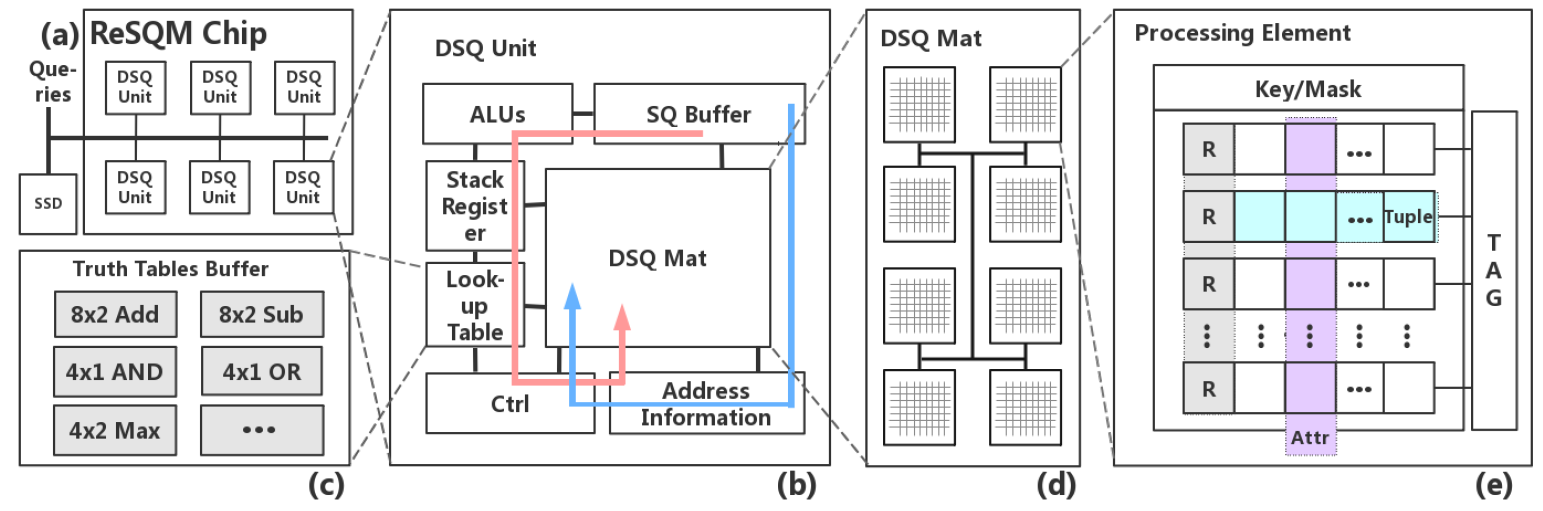 (a) ReSQM Chip
Que-
ries
DSQ
Unit
DSQ
Unit
DSQ
Unit
DSQ
Unit
DSQ
Unit
DSQ
Unit
SSD
Truth Tables Buffer
8x2 Add
8x2 Sub
4x1 AND
4x1 OR
4x2 Max
•••
(c)
DSQ Unit
ALUs
SQ Buffer
Stack
Regist
er
Look-
up
Table
DSQ Mat
Ctrl
Address
Information
(b)
DSQ Mat
(d)
Processing Element
Key/Mask
R
•••
R
•••
Tuple
R
•••
R
•••
Attr
T
A
G
(e)